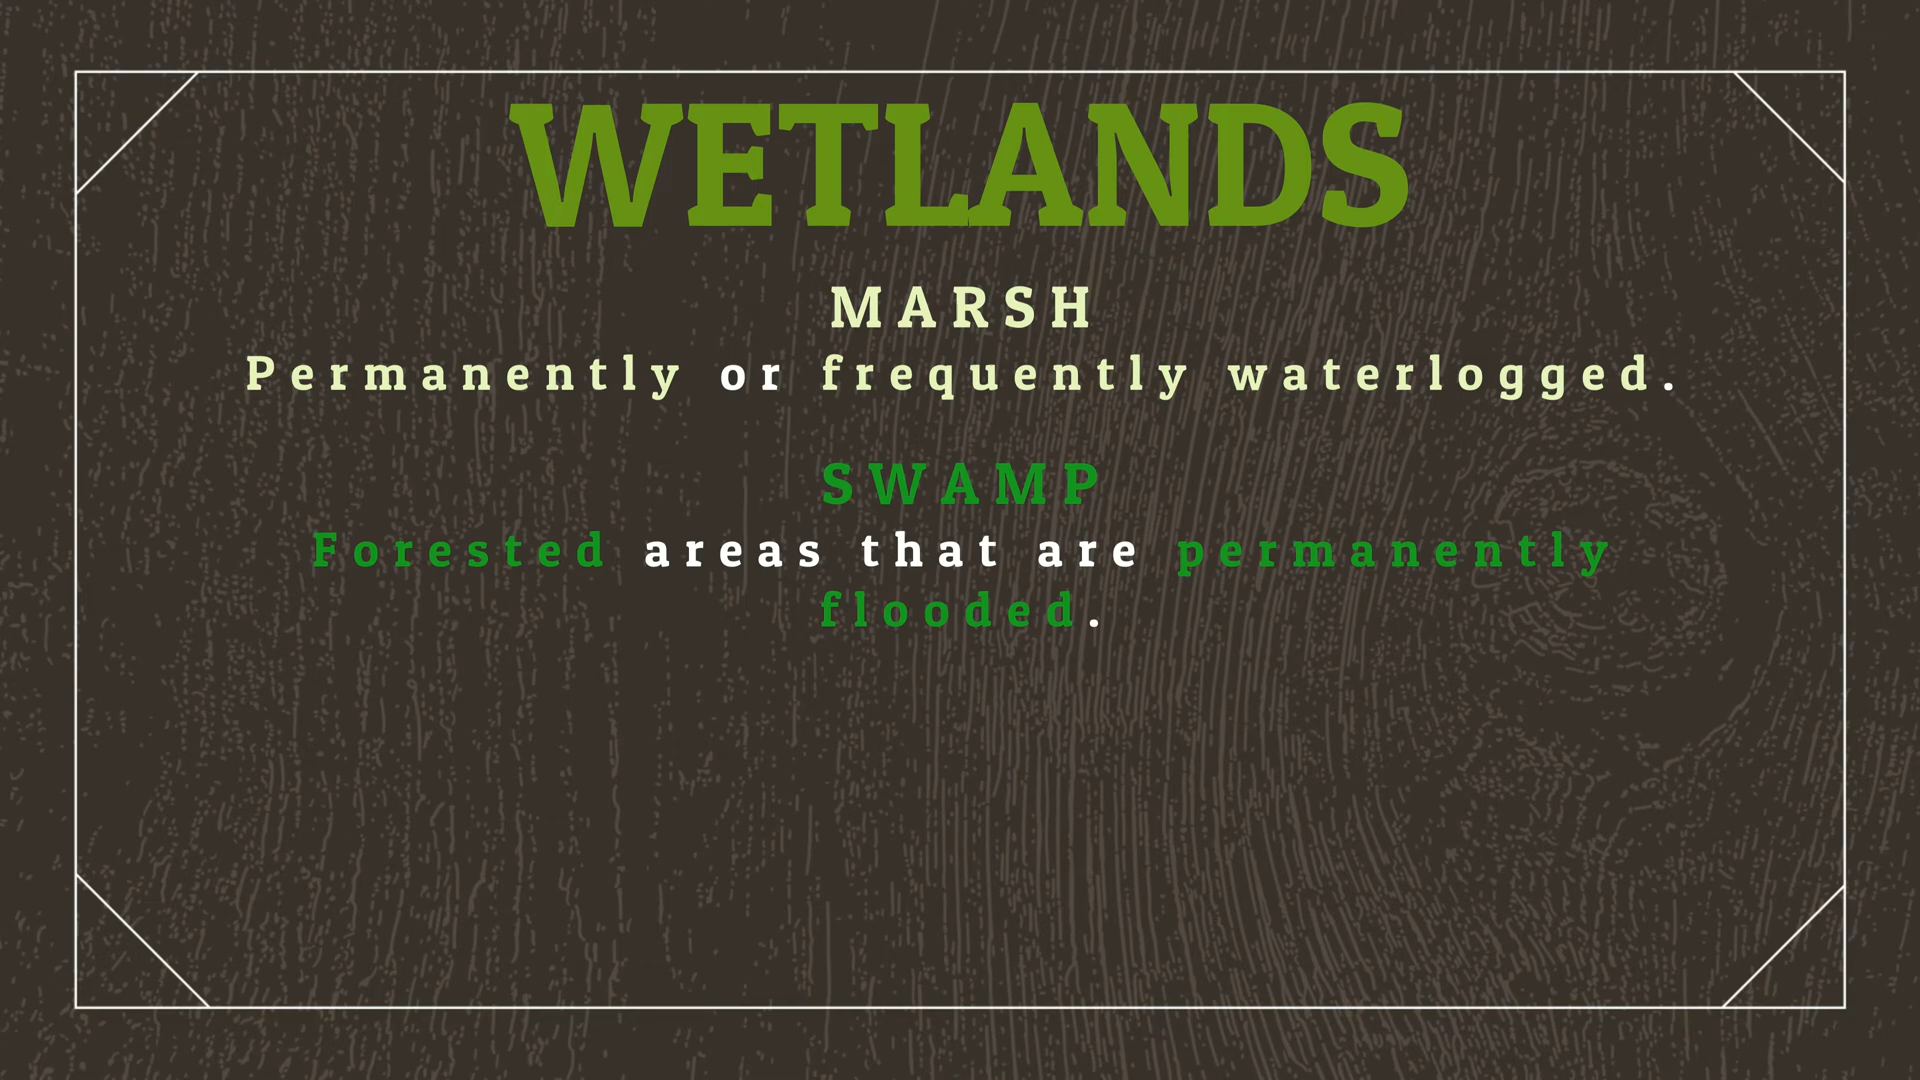 WETLANDS
MARSH
Permanently or frequently waterlogged.
SWAMP
Forested areas that are permanently
flooded.